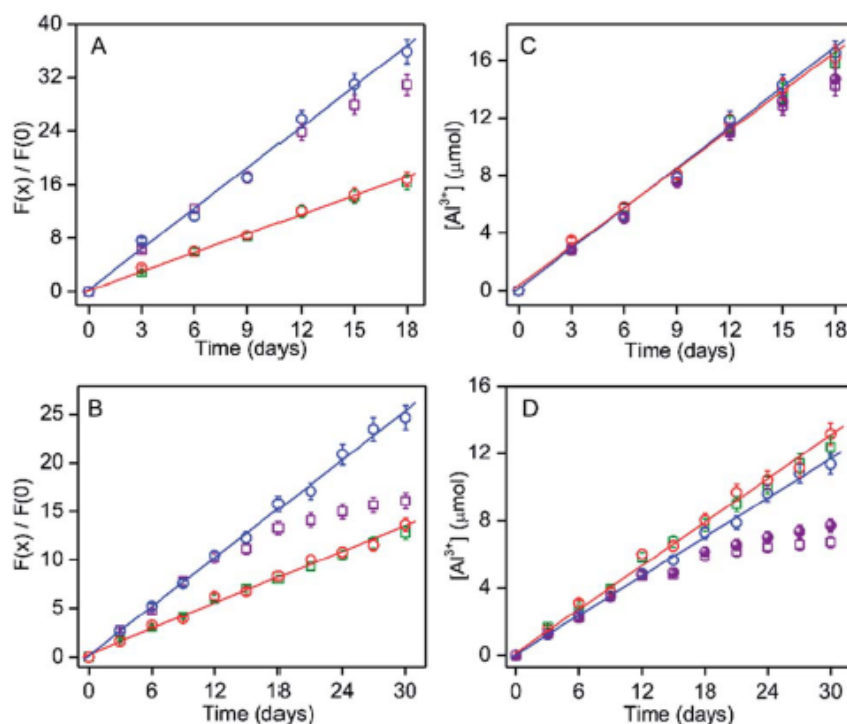 A
F(x) / F(0)
40
32
24
16
8
0
0 3 6 9 12 15 18
Time (days)
C
[Al³⁺] (μmol)
16
12
8
4
0
0 3 6 9 12 15 18
Time (days)
B
F(x) / F(0)
25
20
15
10
5
0
0 6 12 18 24 30
Time (days)
D
[Al³⁺] (μmol)
16
12
8
4
0
0 6 12 18 24 30
Time (days)